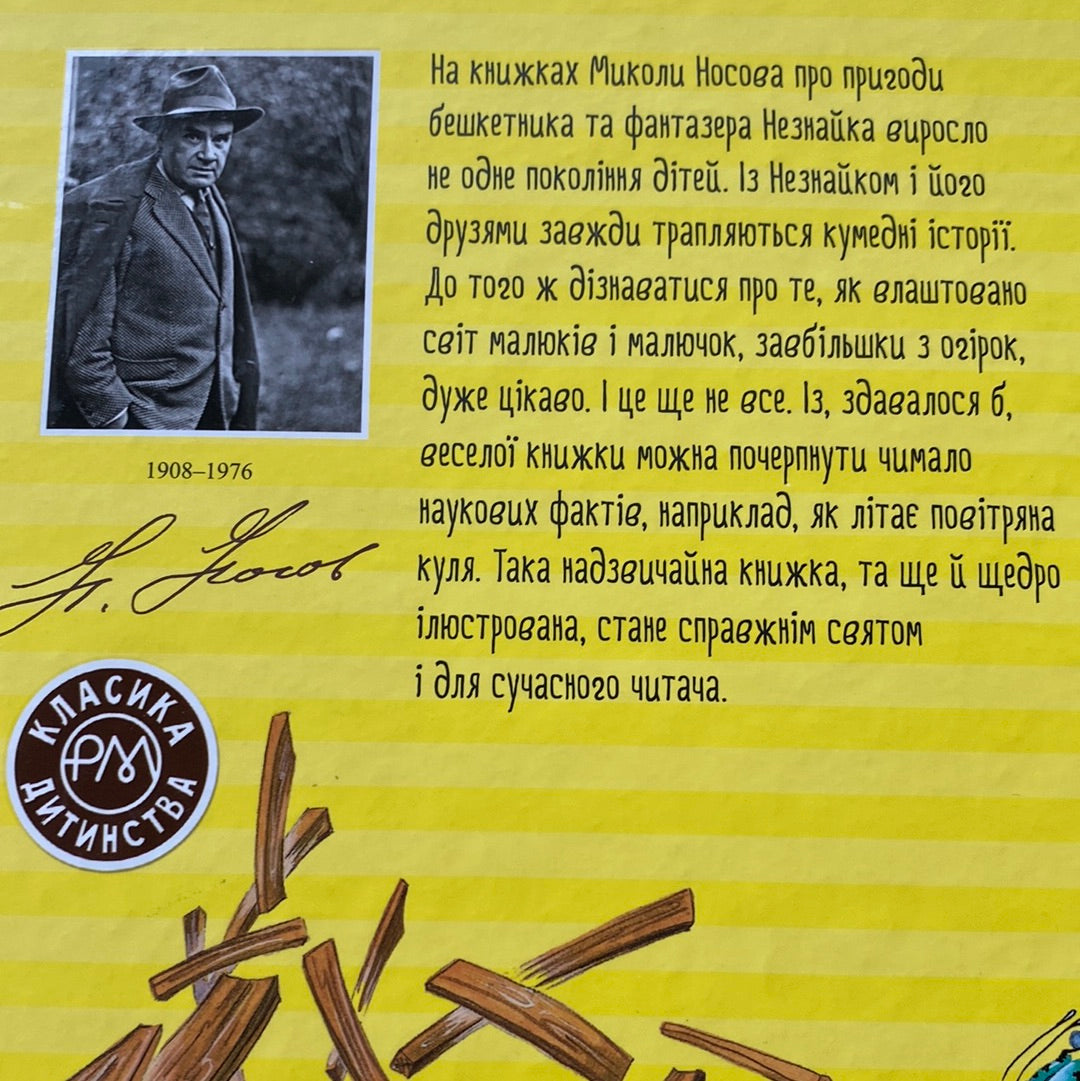 На книжках Миколи Носова про пригоди
бешкетника та фантазера Незнайка виросло
не одне покоління дітей. Із Незнайком і його
друзями завжди трапляються кумедні історії.
До того ж дізнаватися про те, як влаштовано
світ малюків і малючок, завбільшки з огірок,
дуже цікаво. І це ще не все. Із, здавалося б,
веселої книжки можна почерпнути чимало
наукових фактів, наприклад, як літає повітряна
куля. Така надзвичайна книжка, та ще й щедро
ілюстрована, стане справжнім святом
і для сучасного читача.
1908–1976
Н. Носов
КЛАСИКА
РМ
ДИТИНСТВА